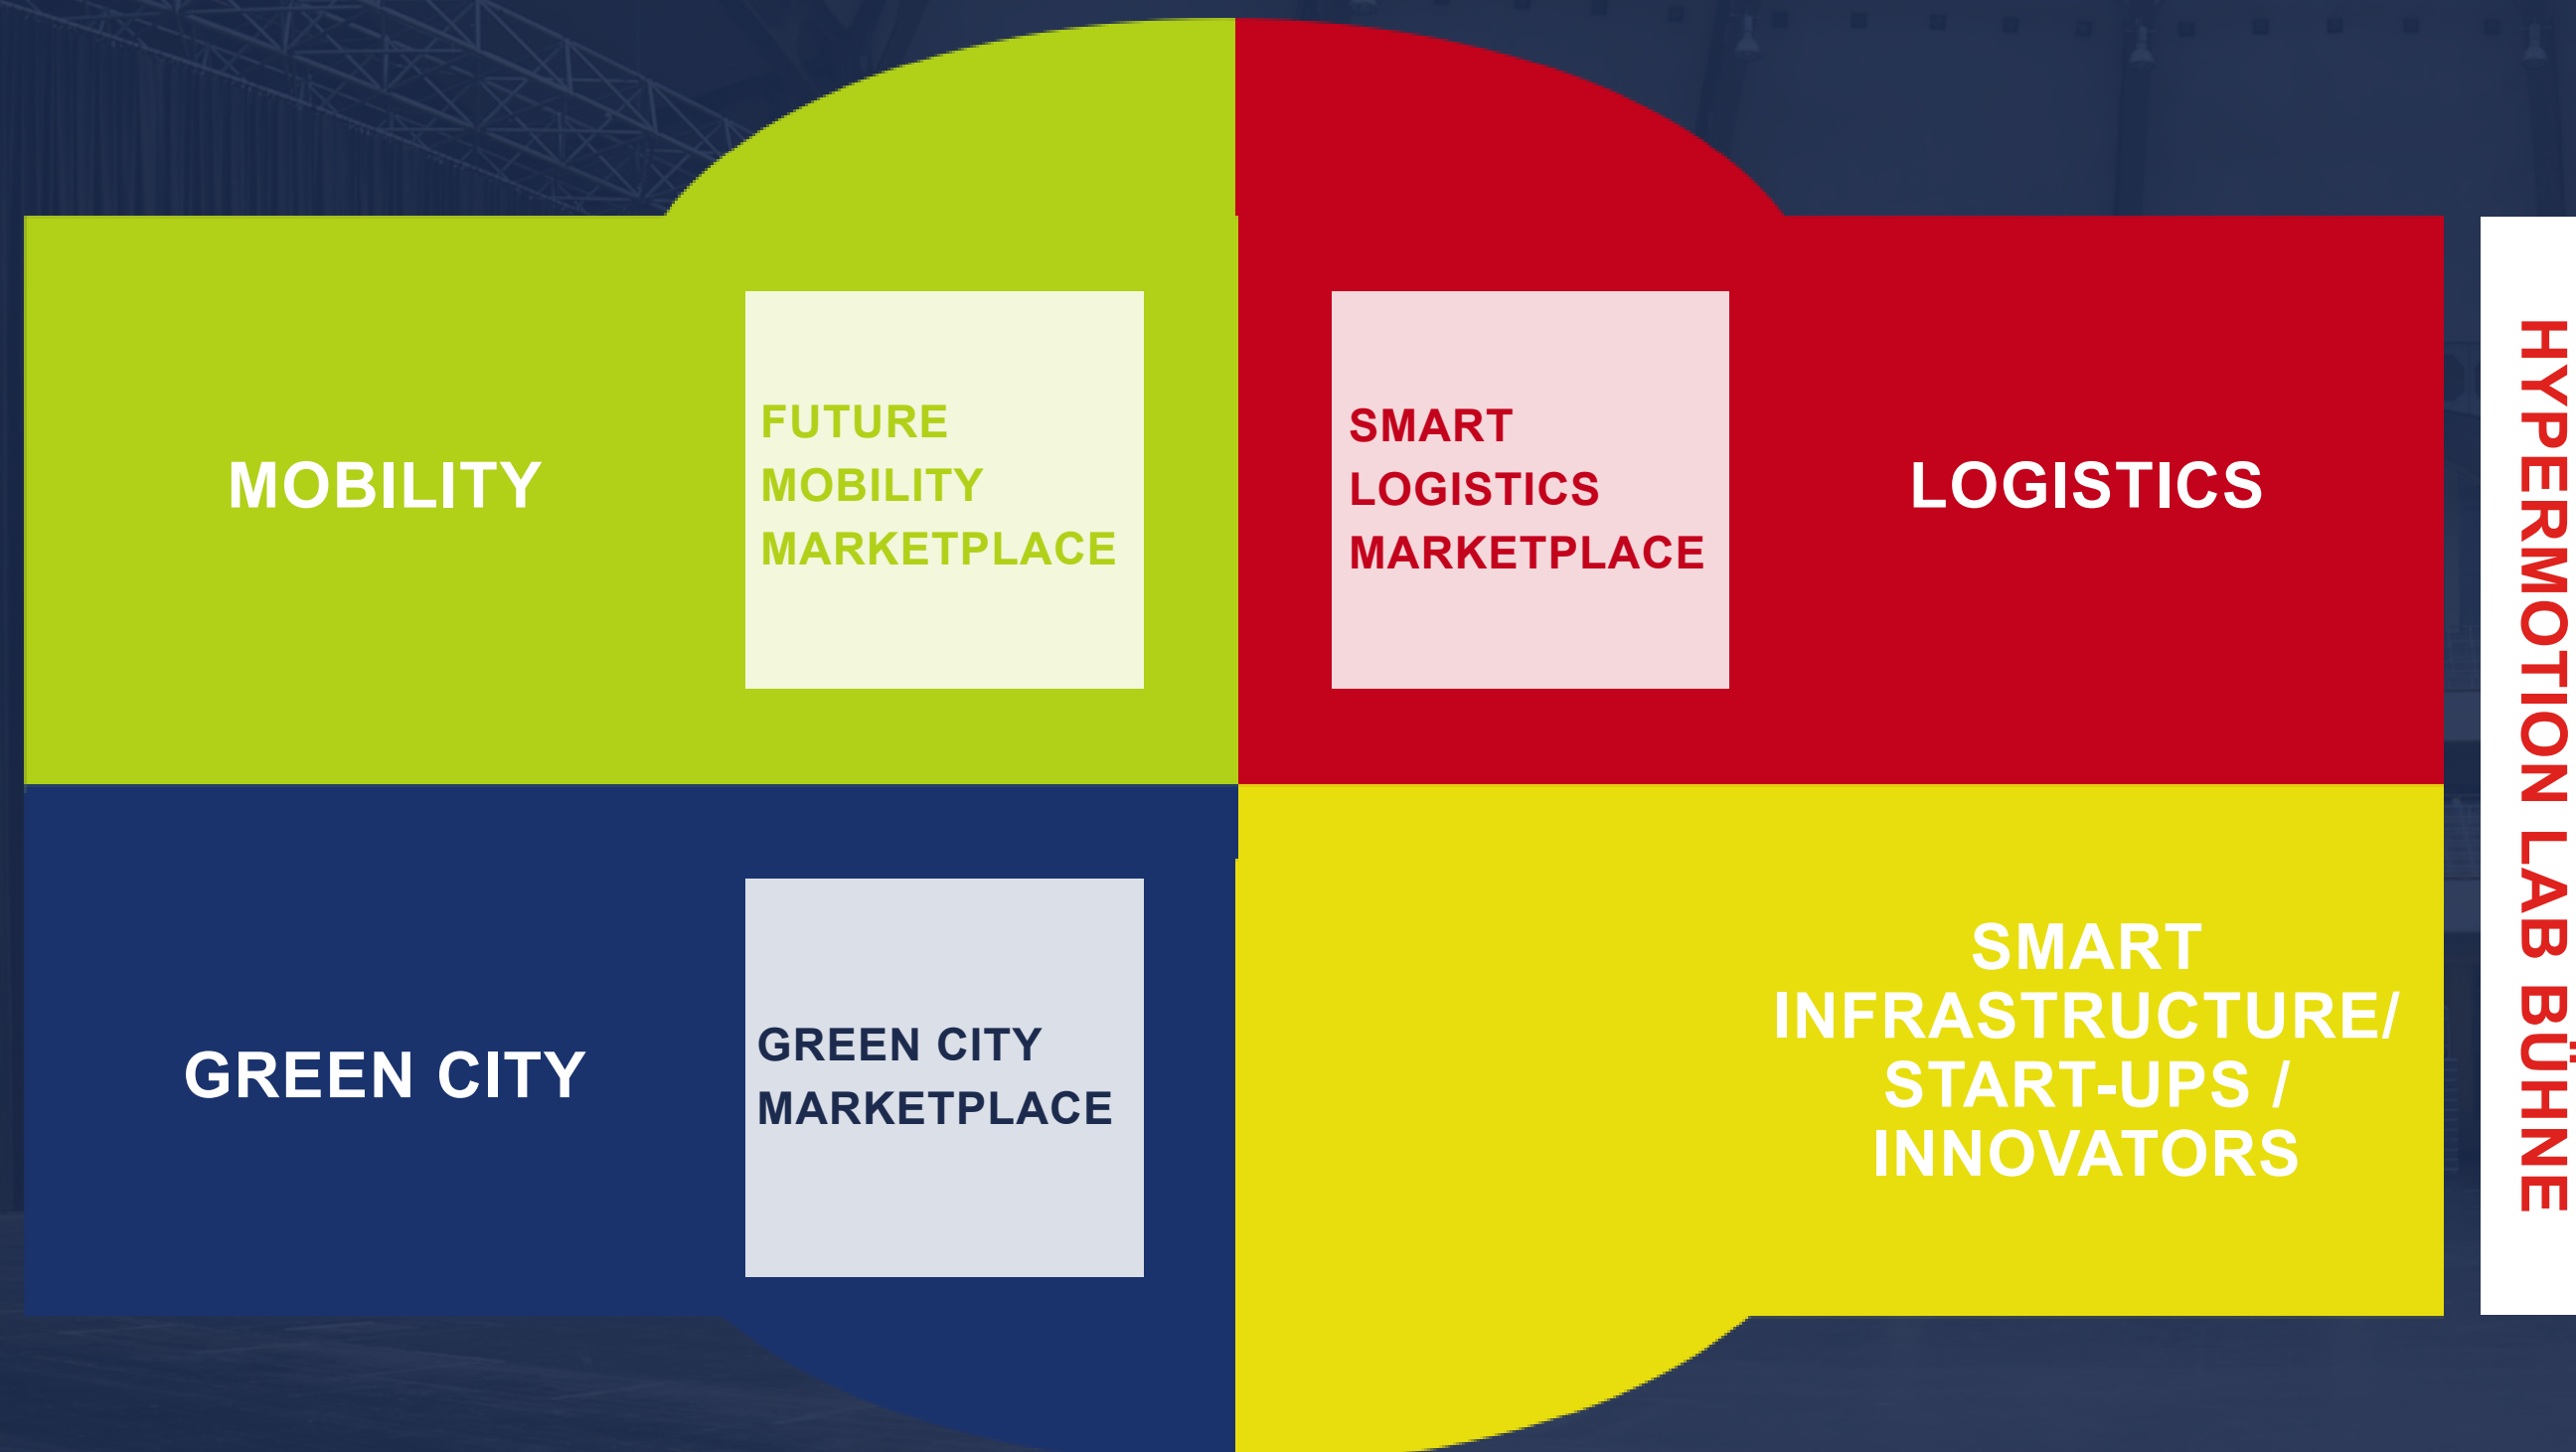 MOBILITY
FUTURE
MOBILITY
MARKETPLACE
SMART
LOGISTICS
MARKETPLACE
LOGISTICS
GREEN CITY
GREEN CITY
MARKETPLACE
SMART
INFRASTRUCTURE/
START-UPS /
INNOVATORS
HYPERMOTION LAB BÜHNE